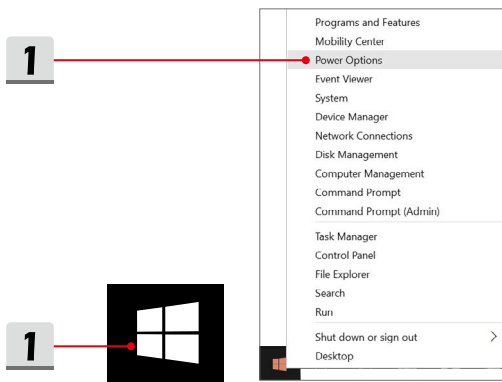 1
Programs and Features
Mobility Center
Power Options
Event Viewer
System
Device Manager
Network Connections
Disk Management
Computer Management
Command Prompt
Command Prompt (Admin)
Task Manager
Control Panel
File Explorer
Search
Run
Shut down or sign out
Desktop
1